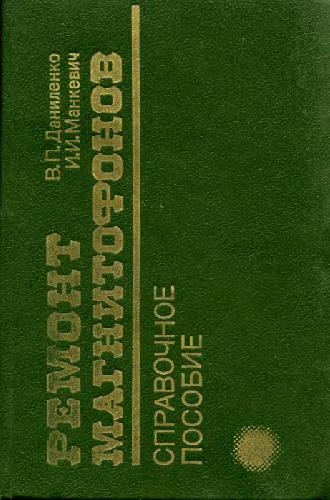 В.П.Даниленко
И.И.Манкевич
РЕМОНТ
МАГНИТОФОНОВ
СПРАВОЧНОЕ
ПОСОБИЕ